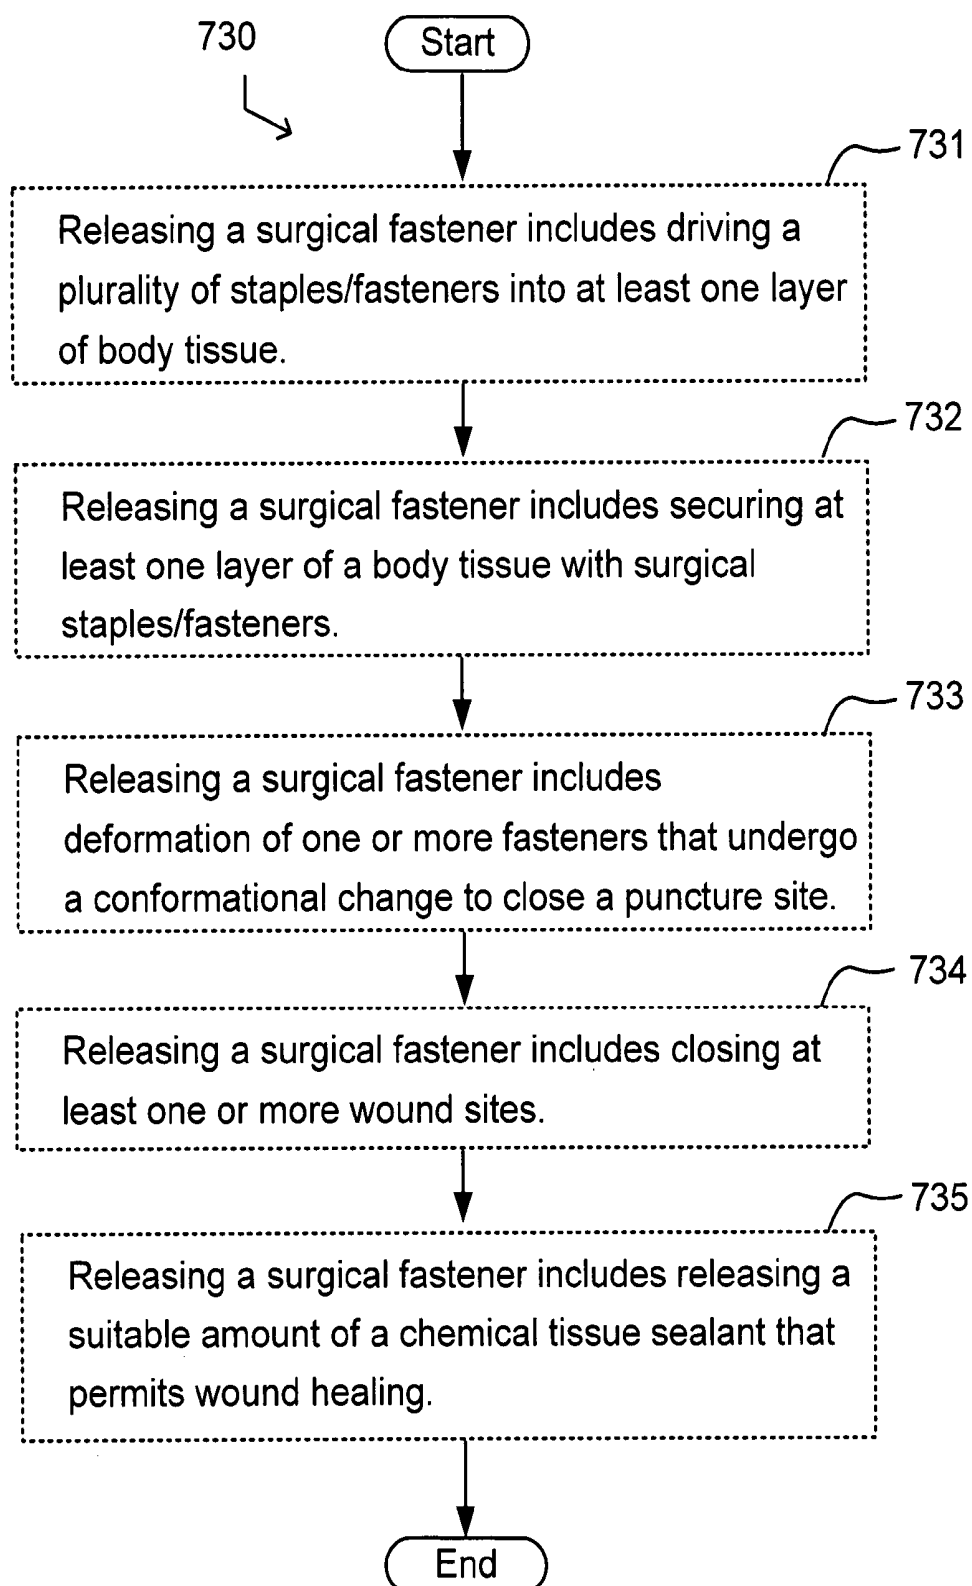 730
Start
731
Releasing a surgical fastener includes driving a
plurality of staples/fasteners into at least one layer
of body tissue.
732
Releasing a surgical fastener includes securing at
least one layer of a body tissue with surgical
staples/fasteners.
733
Releasing a surgical fastener includes
deformation of one or more fasteners that undergo
a conformational change to close a puncture site.
734
Releasing a surgical fastener includes closing at
least one or more wound sites.
735
Releasing a surgical fastener includes releasing a
suitable amount of a chemical tissue sealant that
permits wound healing.
End